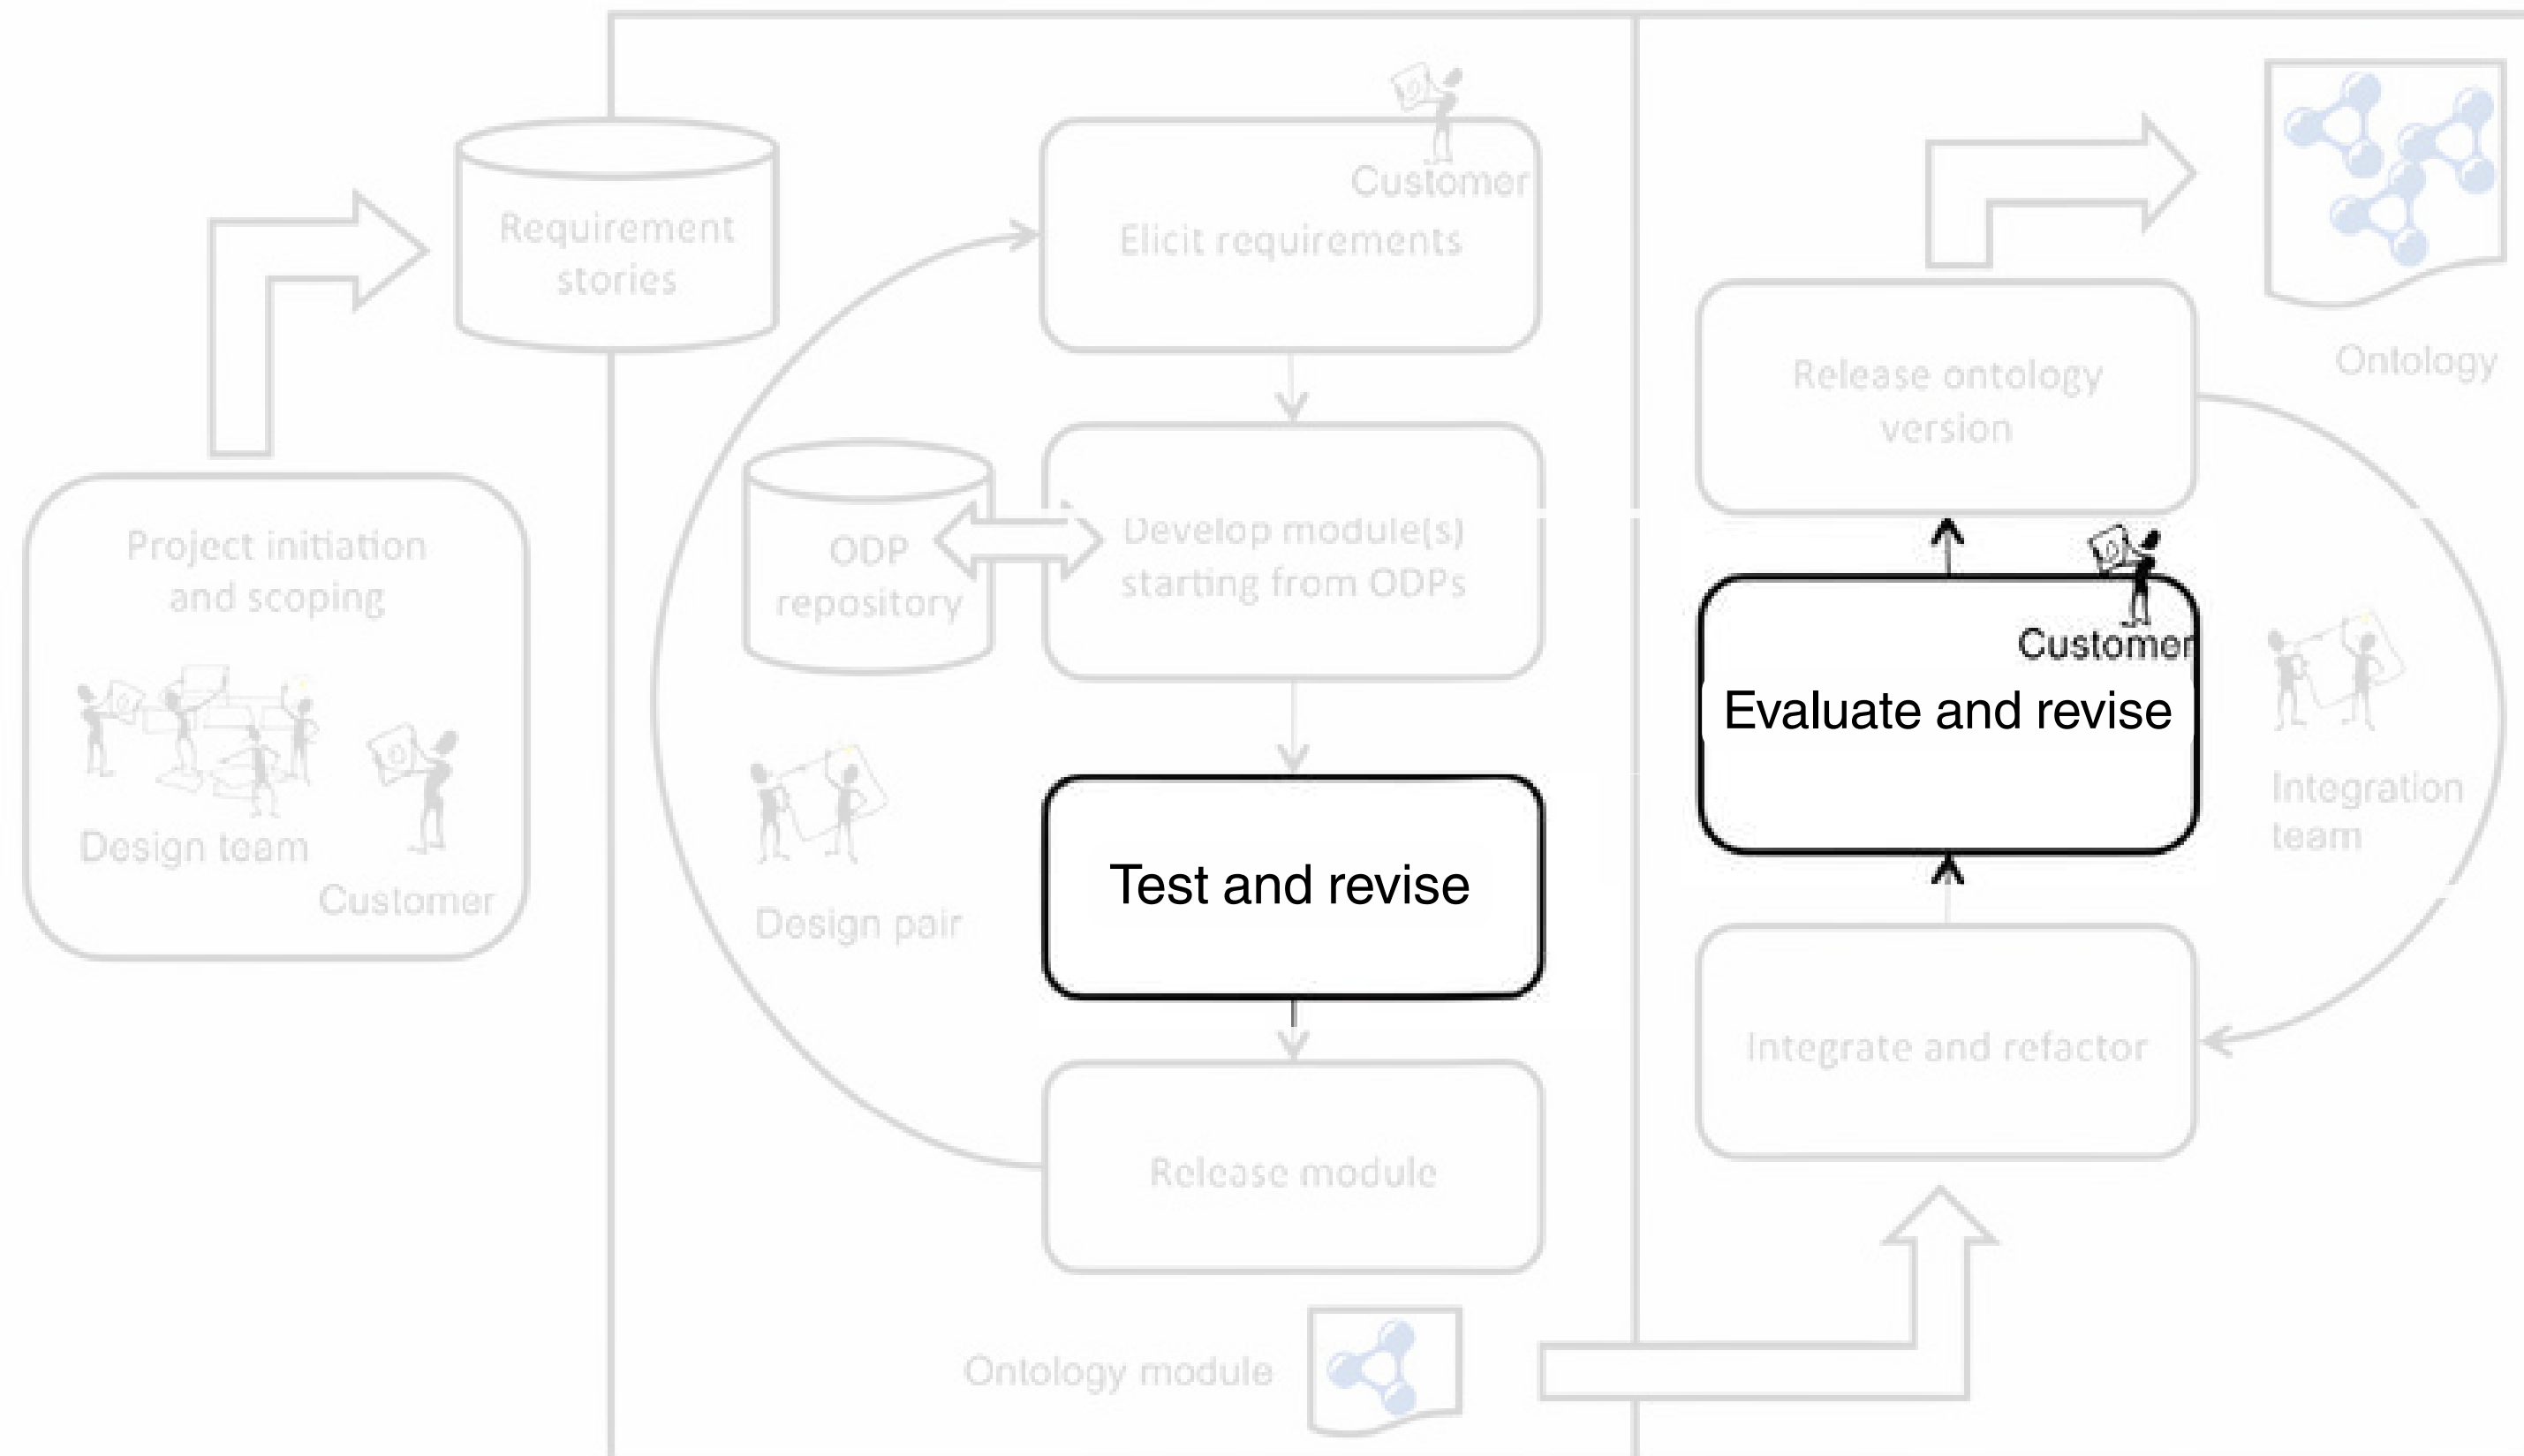 Project initiation
and scoping
Design team
Customer
Requirement
stories
Customer
Elicit requirements
ODP
repository
Develop module(s)
starting from ODPs
Design pair
Test and revise
Release module
Ontology module
Ontology
Release ontology
version
Customer
Evaluate and revise
Integration
team
Integrate and refactor